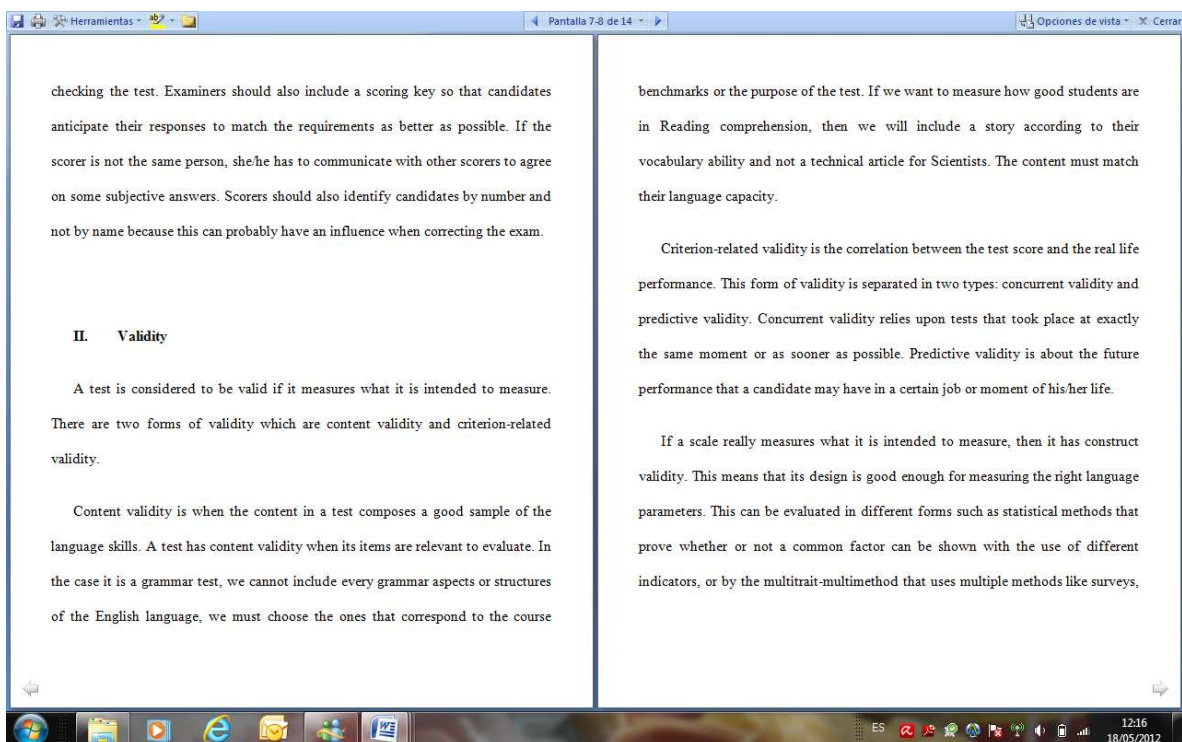 Herramientas
Pantalla 7-8 de 14
Opciones de vista
Cerrar
checking the test. Examiners should also include a scoring key so that candidates
anticipate their responses to match the requirements as better as possible. If the
scorer is not the same person, she/he has to communicate with other scorers to agree
on some subjective answers. Scorers should also identify candidates by number and
not by name because this can probably have an influence when correcting the exam.
II. Validity
A test is considered to be valid if it measures what it is intended to measure.
There are two forms of validity which are content validity and criterion-related
validity.
Content validity is when the content in a test composes a good sample of the
language skills. A test has content validity when its items are relevant to evaluate. In
the case it is a grammar test, we cannot include every grammar aspects or structures
of the English language, we must choose the ones that correspond to the course
benchmarks or the purpose of the test. If we want to measure how good students are
in Reading comprehension, then we will include a story according to their
vocabulary ability and not a technical article for Scientists. The content must match
their language capacity.
Criterion-related validity is the correlation between the test score and the real life
performance. This form of validity is separated in two types: concurrent validity and
predictive validity. Concurrent validity relies upon tests that took place at exactly
the same moment or as sooner as possible. Predictive validity is about the future
performance that a candidate may have in a certain job or moment of his/her life.
If a scale really measures what it is intended to measure, then it has construct
validity. This means that its design is good enough for measuring the right language
parameters. This can be evaluated in different forms such as statistical methods that
prove whether or not a common factor can be shown with the use of different
indicators, or by the multitrait-multimethod that uses multiple methods like surveys,
ES
12:16
18/05/2012